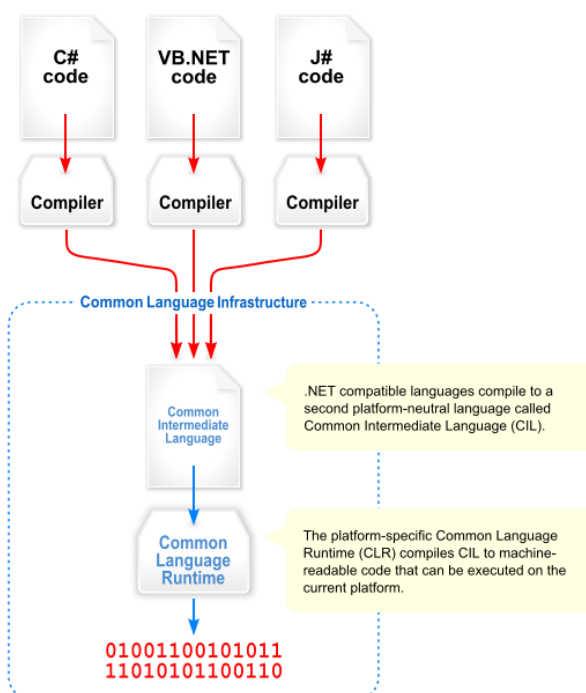 C#
code
VB.NET
code
J#
code
Compiler
Compiler
Compiler
Common Language Infrastructure
Common
Intermediate
Language
.NET compatible languages compile to a
second platform-neutral language called
Common Intermediate Language (CIL).
Common
Language
Runtime
The platform-specific Common Language
Runtime (CLR) compiles CIL to machine-
readable code that can be executed on the
current platform.
01001100101011
11010101100110